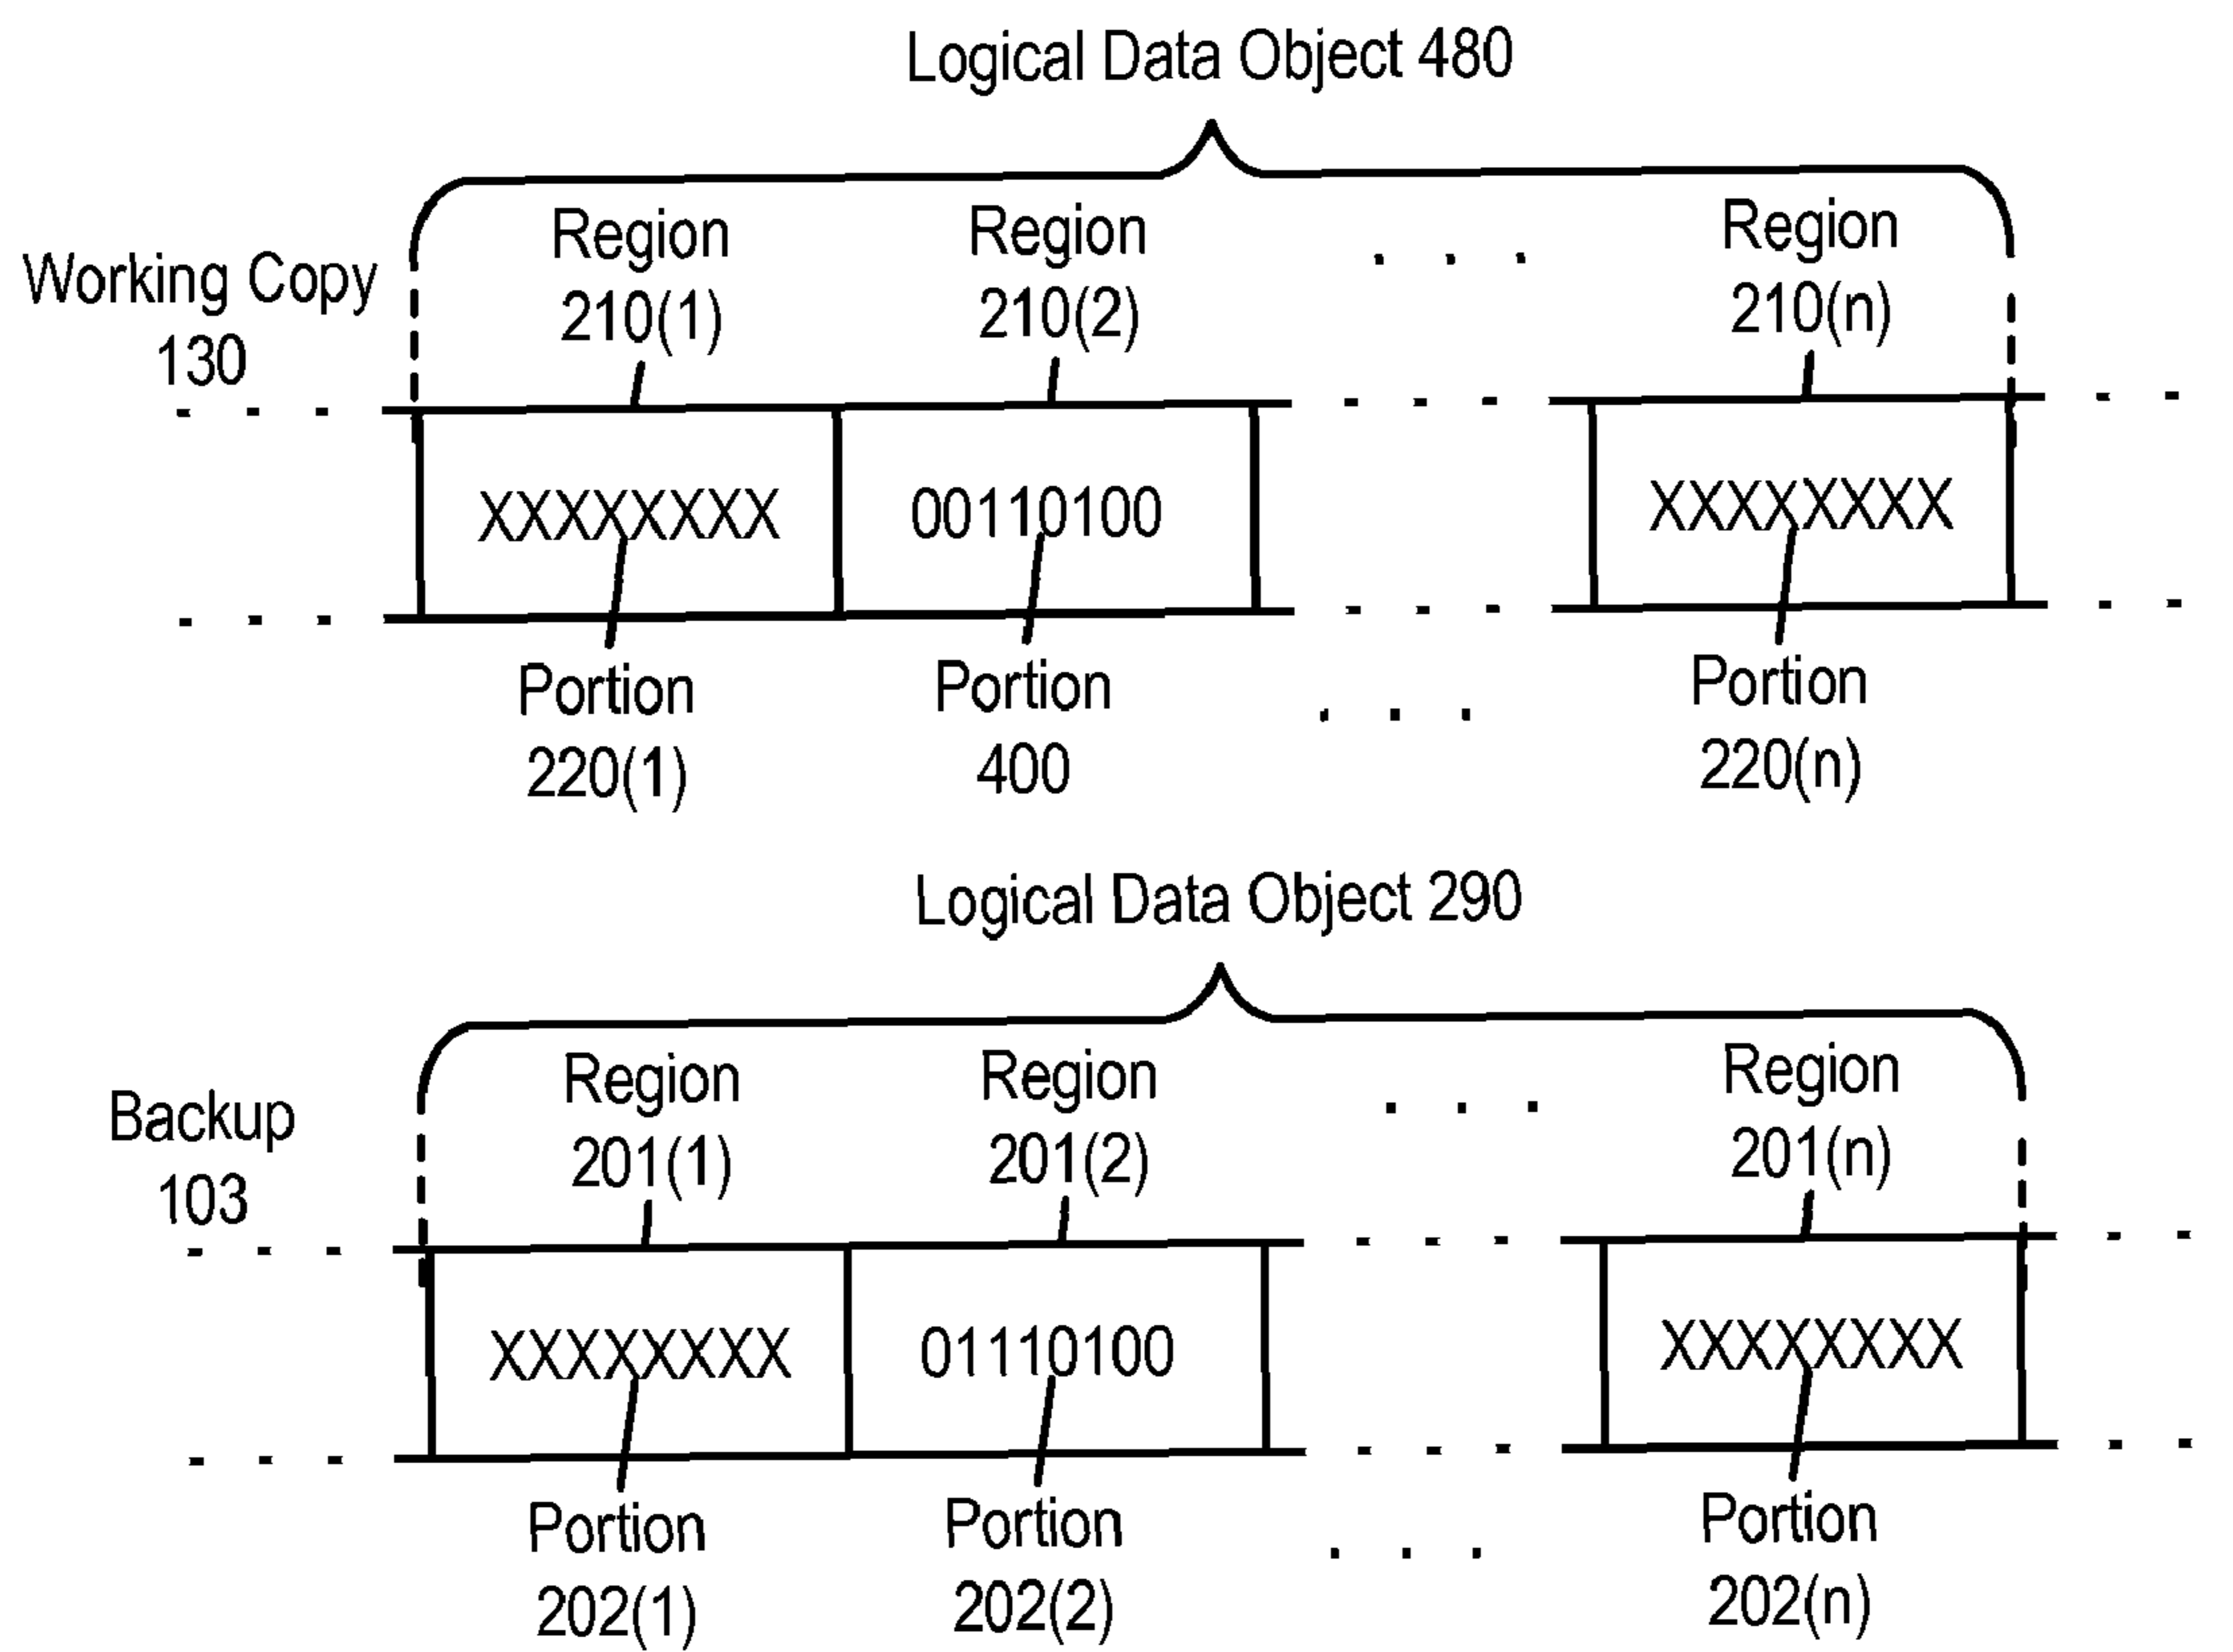 Logical Data Object 480
Working Copy
130
Region
210(1)
Region
210(2)
. . .
Region
210(n)
XXXXXXXX
00110100
XXXXXXXX
Portion
220(1)
Portion
400
. . .
Portion
220(n)
Logical Data Object 290
Backup
103
Region
201(1)
Region
201(2)
. . .
Region
201(n)
XXXXXXXX
01110100
XXXXXXXX
Portion
202(1)
Portion
202(2)
. . .
Portion
202(n)